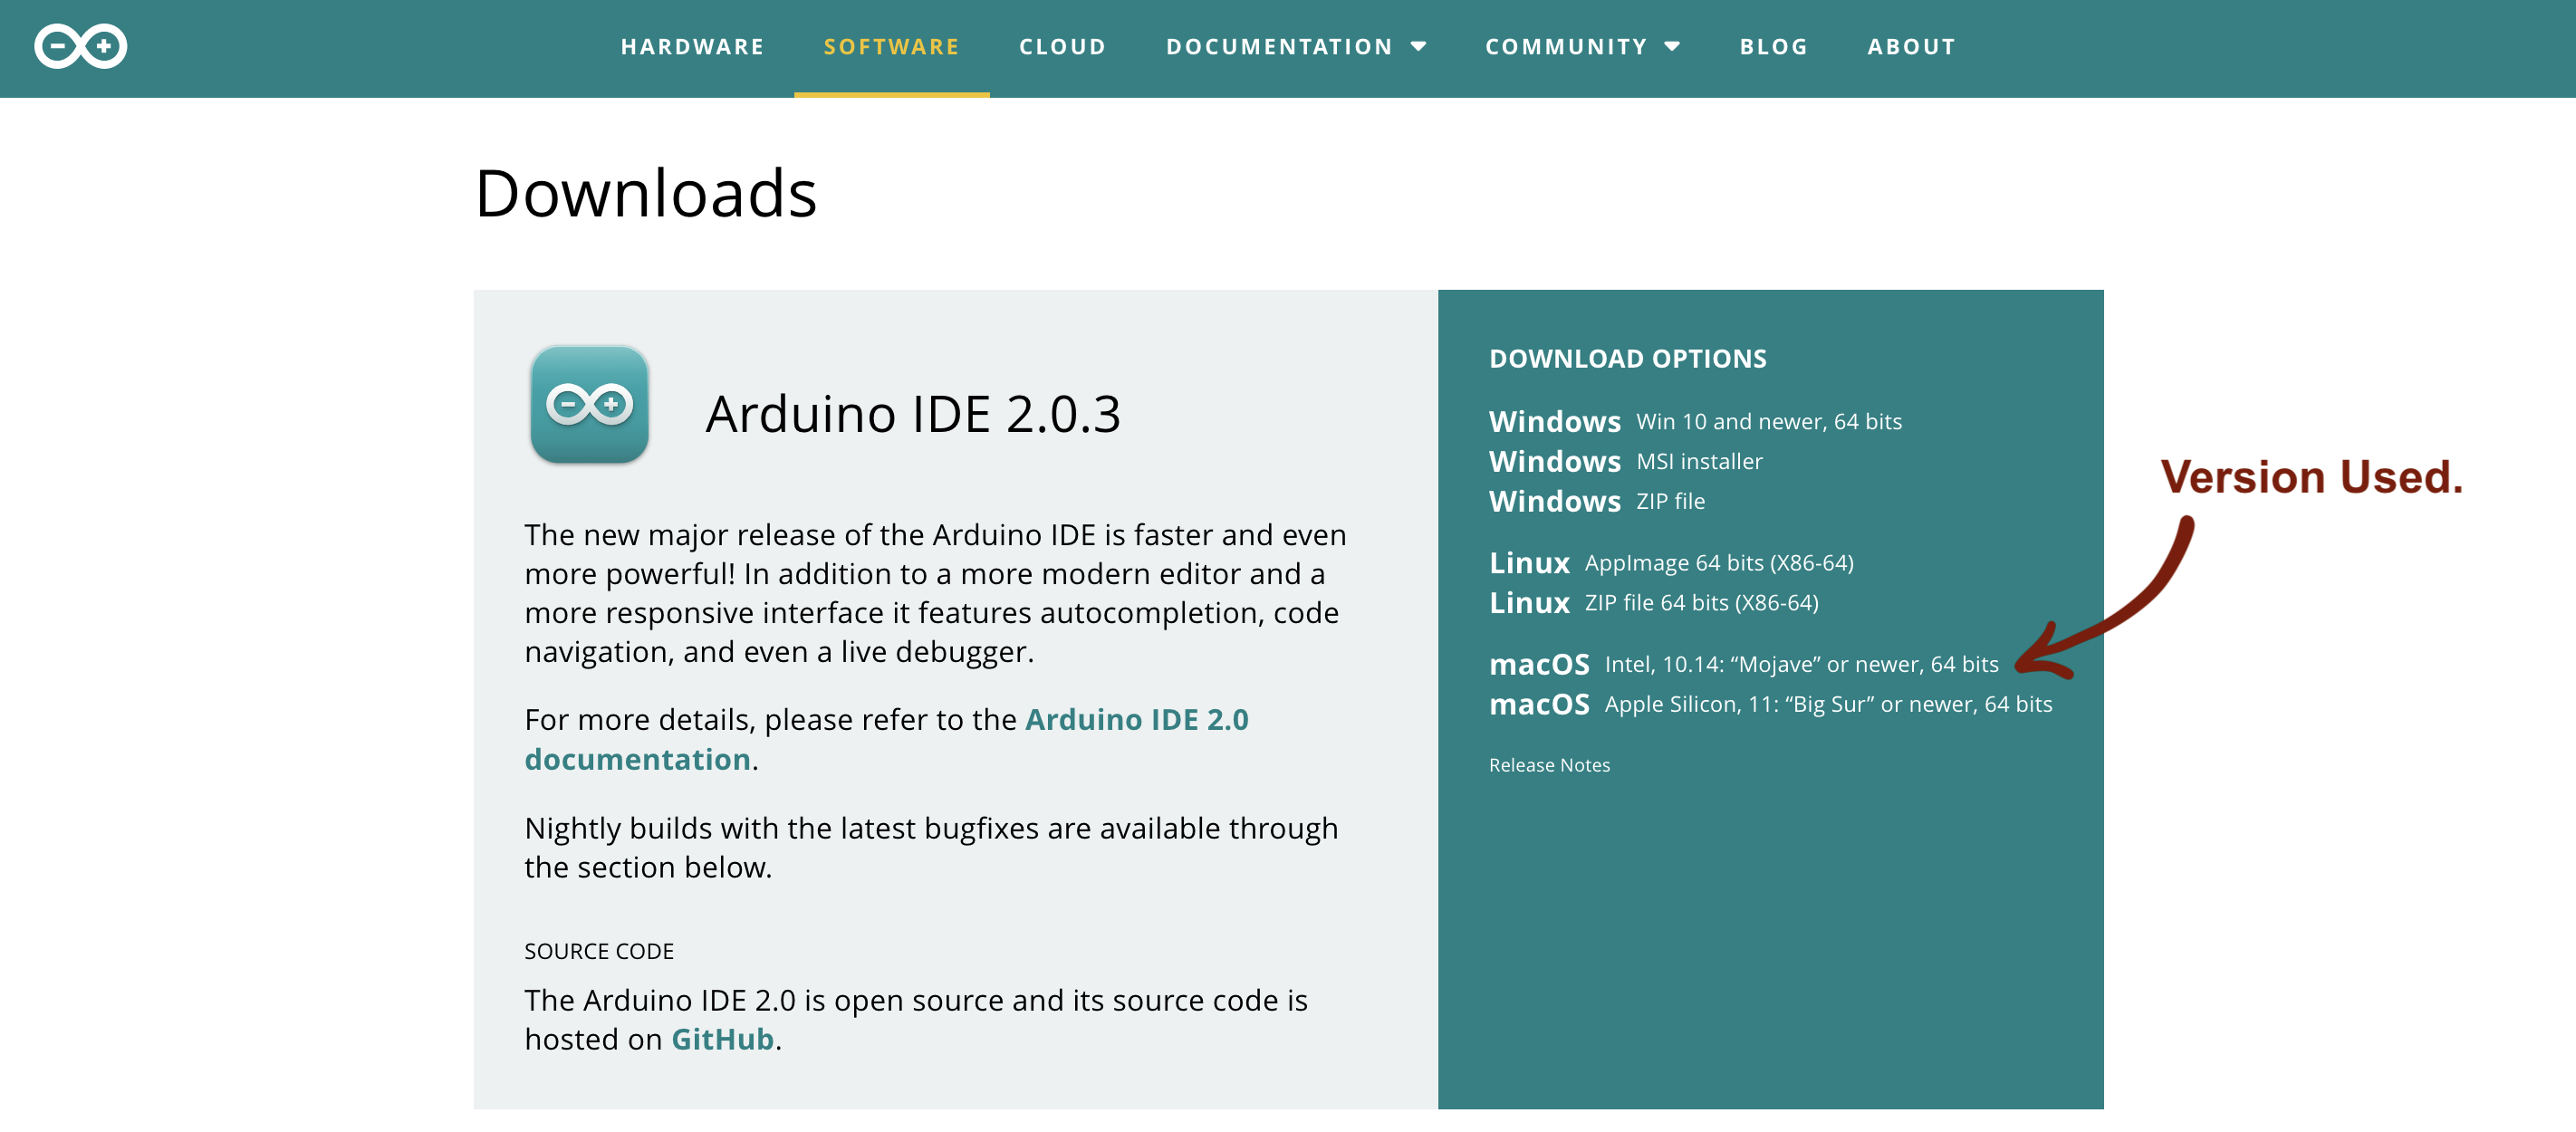 HARDWARE SOFTWARE CLOUD DOCUMENTATION COMMUNITY BLOG ABOUT
Downloads
Arduino IDE 2.0.3
The new major release of the Arduino IDE is faster and even
more powerful! In addition to a more modern editor and a
more responsive interface it features autocompletion, code
navigation, and even a live debugger.
For more details, please refer to the Arduino IDE 2.0
documentation.
Nightly builds with the latest bugfixes are available through
the section below.
SOURCE CODE
The Arduino IDE 2.0 is open source and its source code is
hosted on GitHub.
DOWNLOAD OPTIONS
Windows Win 10 and newer, 64 bits
Windows MSI installer
Windows ZIP file
Linux AppImage 64 bits (X86-64)
Linux ZIP file 64 bits (X86-64)
macOS Intel, 10.14: “Mojave” or newer, 64 bits
macOS Apple Silicon, 11: “Big Sur” or newer, 64 bits
Release Notes
Version Used.